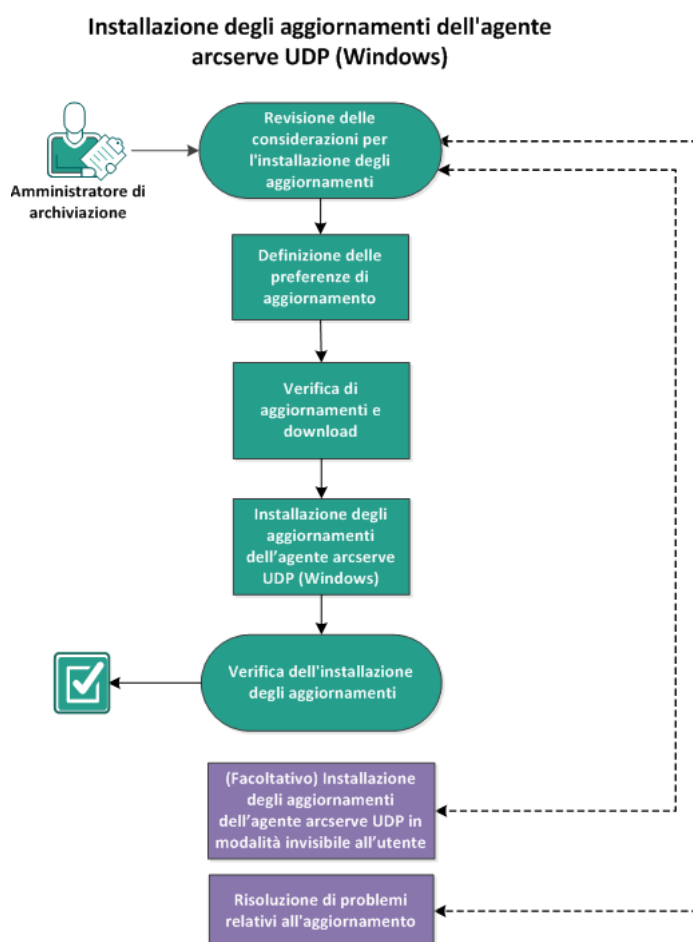 Installazione degli aggiornamenti dell'agente
arcserve UDP (Windows)
Revisione delle
considerazioni per
l'installazione degli
aggiornamenti
Amministratore di
archiviazione
Definizione delle
preferenze di
aggiornamento
Verifica di
aggiornamenti e
download
Installazione degli
aggiornamenti
dell’agente arcserve
UDP (Windows)
Verifica dell'installazione
degli aggiornamenti
(Facoltativo) Installazione
degli aggiornamenti
dell’agente arcserve UDP in
modalità invisibile all’utente
Risoluzione di problemi
relativi all'aggiornamento